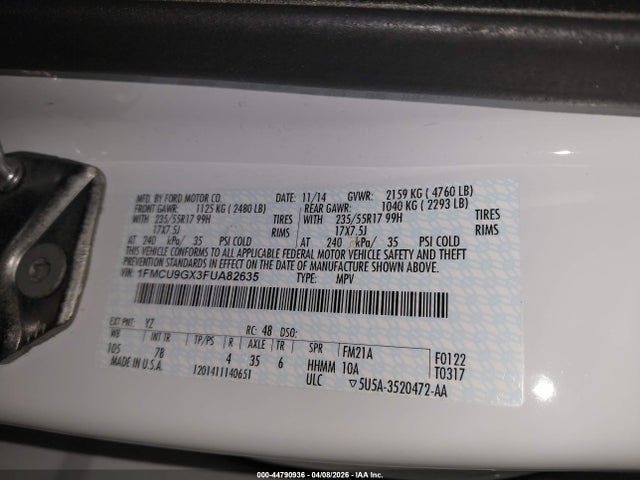 MFD. BY FORD MOTOR CO. DATE: 11/14 GVWR: 2159 KG ( 4760 LB)
FRONT GAWR: 1125 KG ( 2480 LB) REAR GAWR: 1040 KG ( 2293 LB)
WITH 235/55R17 99H TIRES WITH 235/55R17 99H TIRES
17X7.5J RIMS 17X7.5J RIMS
AT 240 kPa/ 35 PSI COLD AT 240 kPa/ 35 PSI COLD
THIS VEHICLE CONFORMS TO ALL APPLICABLE FEDERAL MOTOR VEHICLE SAFETY AND BUMPER
STANDARDS AND THEFT PREVENTION STANDARDS IN EFFECT ON THE DATE OF MANUFACTURE SHOWN ABOVE.
VIN: 1FMCU9GX3FUA82635 TYPE: MPV
EXT PNT: YZ RC: 48 DSO:
WB INT TR TP/PS R AXLE TR SPR FM21A F0122
105 7B 4 35 6 HHMM 10A T0317
MADE IN U.S.A. 1201411140651 ULC ▽5U5A-3520472-AA
000-44790936 - 04/08/2026 - IAA, Inc.